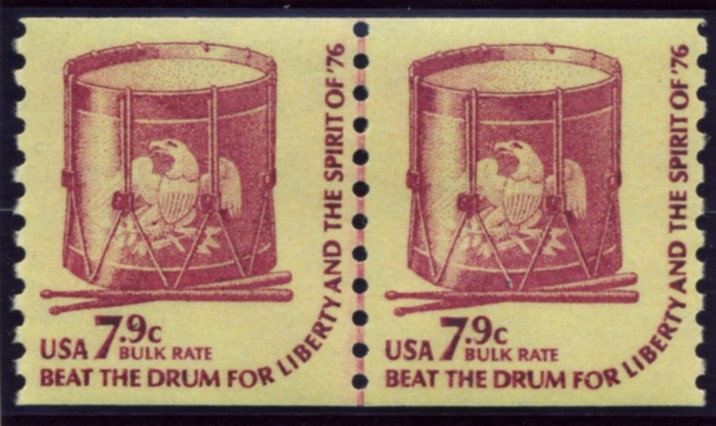 USA 7.9c
BULK RATE
BEAT THE DRUM FOR LIBERTY AND THE SPIRIT OF '76
USA 7.9c
BULK RATE
BEAT THE DRUM FOR LIBERTY AND THE SPIRIT OF '76